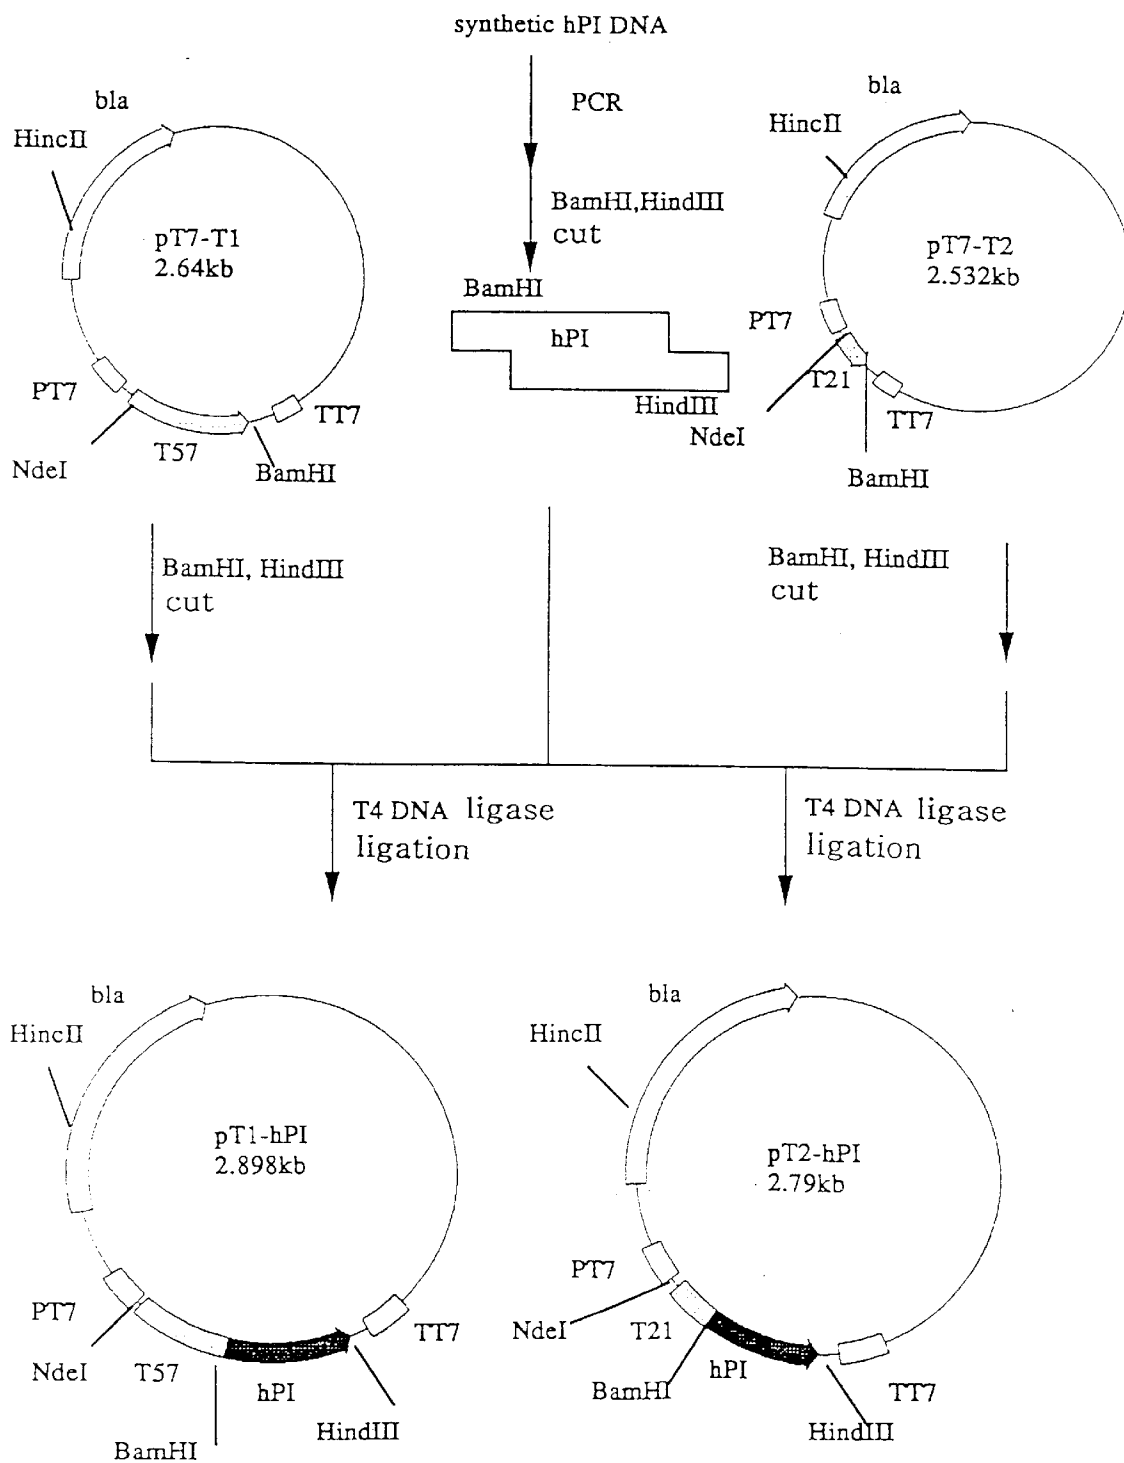 synthetic hPI DNA
PCR
BamHI,HindIII
cut
BamHI
hPI
HindIII
bla
HincII
pT7-T1
2.64kb
PT7
NdeI
T57
BamHI
TT7
bla
HincII
pT7-T2
2.532kb
PT7
T21
NdeI
TT7
BamHI
BamHI, HindIII
cut
BamHI, HindIII
cut
T4 DNA ligase
ligation
T4 DNA ligase
ligation
bla
HincII
pT1-hPI
2.898kb
PT7
NdeI
T57
BamHI
hPI
HindIII
TT7
bla
HincII
pT2-hPI
2.79kb
PT7
NdeI
T21
BamHI
hPI
HindIII
TT7